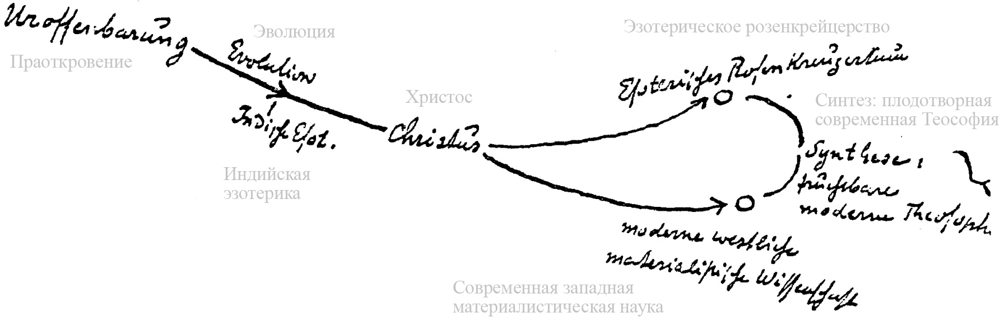 Uroffenbarung
Эволюция
Праоткровение
Evolution
Indische Esot.
Индийская
эзотерика
Христос
Christus
Эзотерическое розенкрейцерство
Esoterisches Rosenkreuzertum
Синтез: плодотворная
современная Теософия
Synthese,
fruchtbare
moderne Theosoph
moderne westliche
materialistische Wissenschaft
Современная западная
материалистическая наука